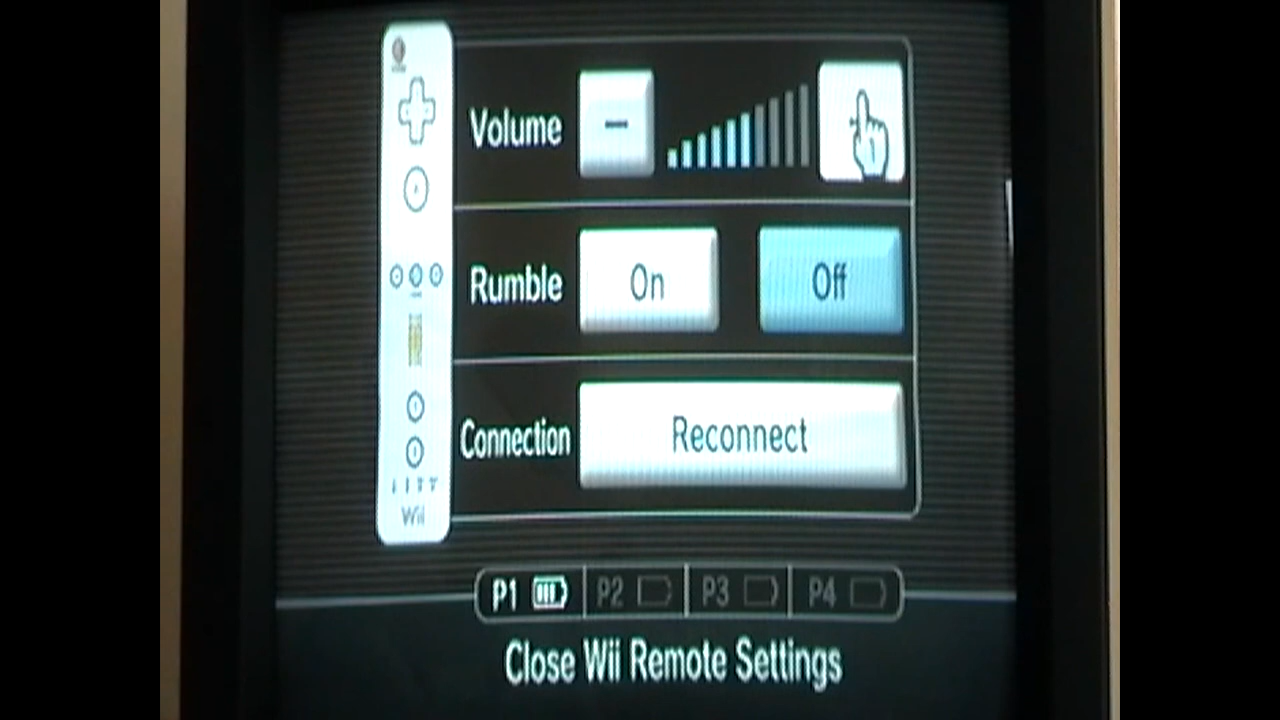 Volume −
Rumble On Off
Connection Reconnect
Wii
P1 P2 P3 P4
Close Wii Remote Settings